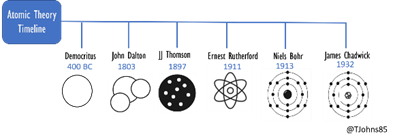 Atomic Theory
Timeline
Democritus
400 BC
John Dalton
1803
JJ Thomson
1897
Ernest Rutherford
1911
Niels Bohr
1913
James Chadwick
1932
@TJohns85